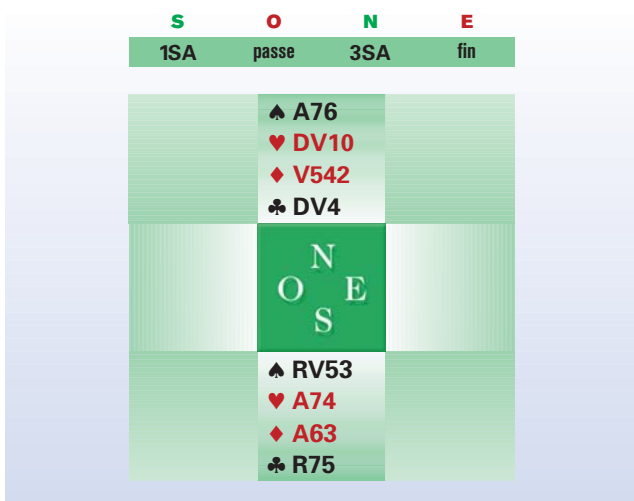 S O N E
1SA passe 3SA fin
♠ A76
♥ DV10
♦ V542
♣ DV4
N
O E
S
♠ RV53
♥ A74
♦ A63
♣ R75